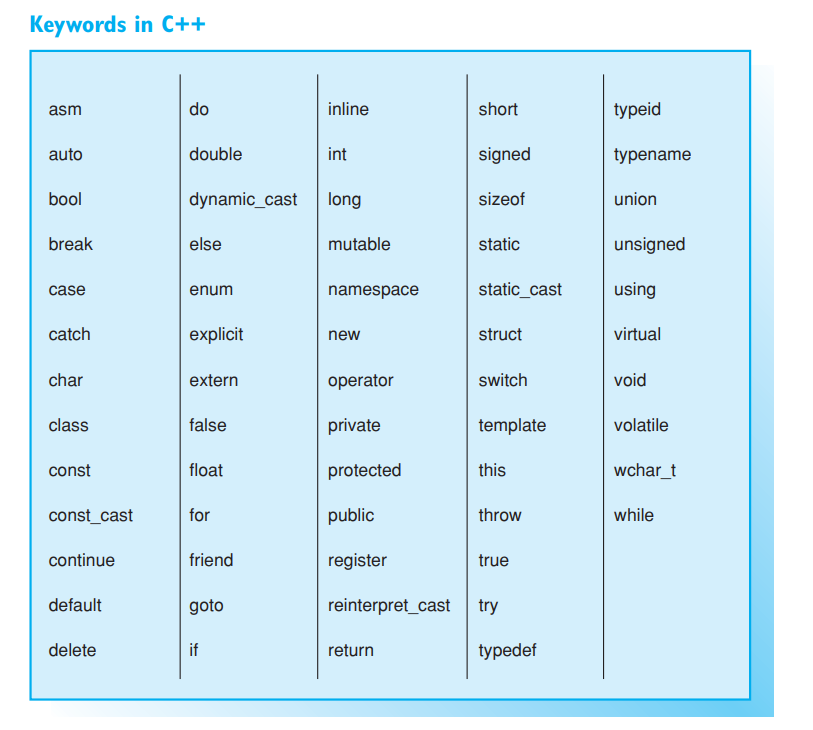 Keywords in C++
asm do inline short typeid
auto double int signed typename
bool dynamic_cast long sizeof union
break else mutable static unsigned
case enum namespace static_cast using
catch explicit new struct virtual
char extern operator switch void
class false private template volatile
const float protected this wchar_t
const_cast for public throw while
continue friend register true
default goto reinterpret_cast try
delete if return typedef